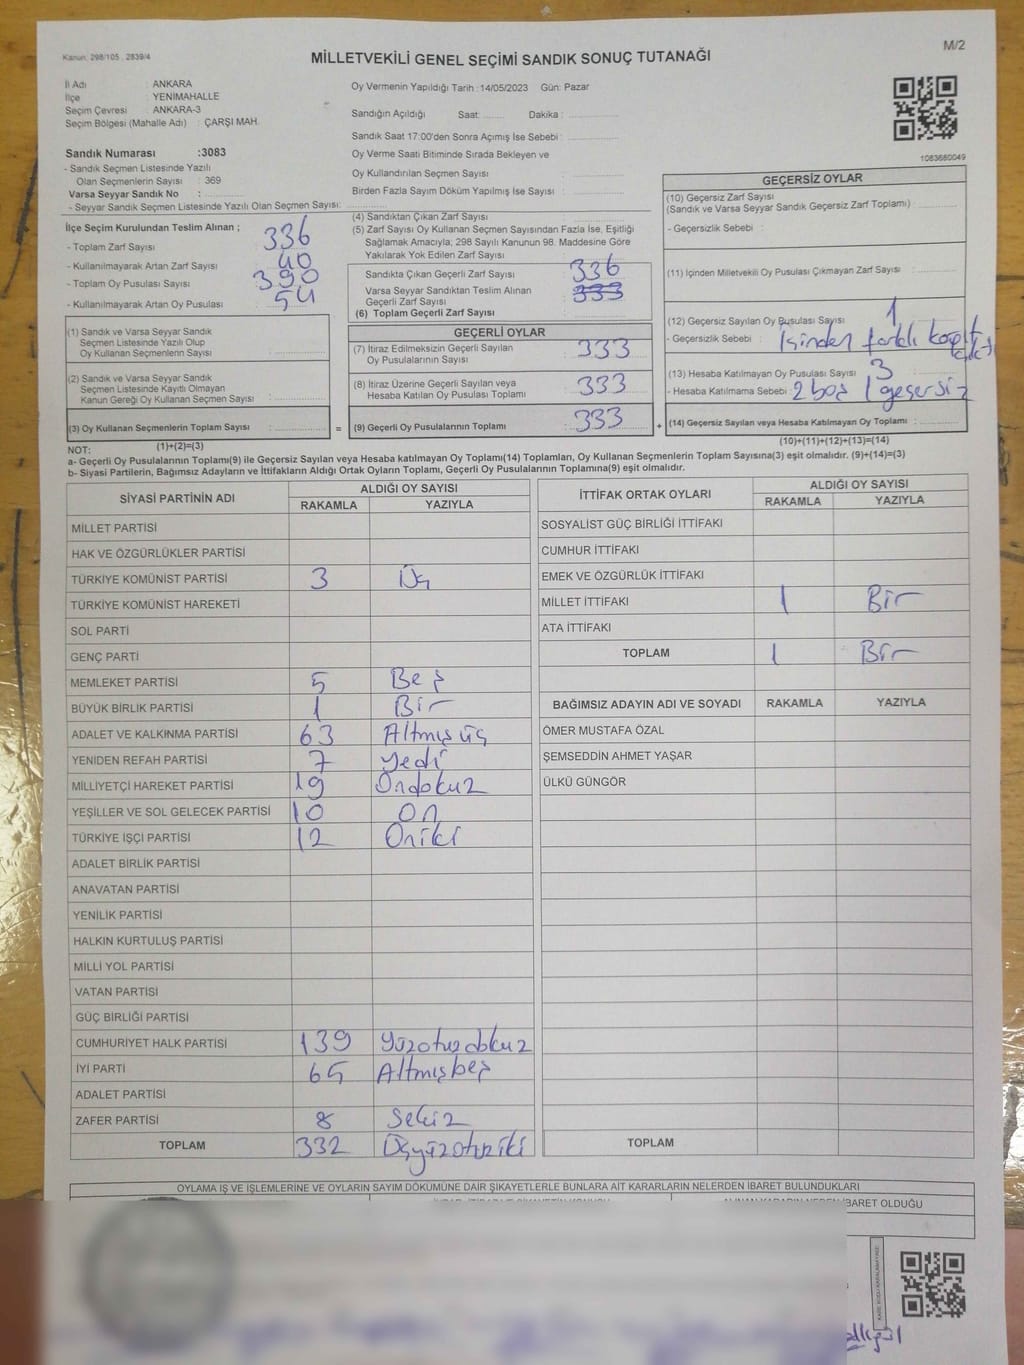 Kanun: 298/105 , 2839/4
MİLLETVEKİLİ GENEL SEÇİMİ SANDIK SONUÇ TUTANAĞI
M/2
İl Adı : ANKARA
İlçe : YENİMAHALLE
Seçim Çevresi : ANKARA-3
Seçim Bölgesi (Mahalle Adı) : ÇARŞI MAH.
Sandık Numarası :3083
- Sandık Seçmen Listesinde Yazılı
Olan Seçmenlerin Sayısı : 369
Varsa Seyyar Sandık No :
- Seyyar Sandık Seçmen Listesinde Yazılı Olan Seçmen Sayısı:
Oy Vermenin Yapıldığı Tarih : 14/05/2023 Gün: Pazar
Sandığın Açıldığı Saat: Dakika :
Sandık Saat 17:00'den Sonra Açımış İse Sebebi :
Oy Verme Saati Bitiminde Sırada Bekleyen ve
Oy Kullandırılan Seçmen Sayısı :
Birden Fazla Sayım Döküm Yapılmış İse Sayısı :
1083680049
İlçe Seçim Kurulundan Teslim Alınan ;
- Toplam Zarf Sayısı : 336
- Kullanılmayarak Artan Zarf Sayısı : 40
- Toplam Oy Pusulası Sayısı : 390
- Kullanılmayarak Artan Oy Pusulası : 54
(1) Sandık ve Varsa Seyyar Sandık
Seçmen Listesinde Yazılı Olup
Oy Kullanan Seçmenlerin Sayısı :
(2) Sandık ve Varsa Seyyar Sandık
Seçmen Listesinde Kayıtlı Olmayan
Kanun Gereği Oy Kullanan Seçmen Sayısı :
(3) Oy Kullanan Seçmenlerin Toplam Sayısı : =
(4) Sandıktan Çıkan Zarf Sayısı :
(5) Zarf Sayısı Oy Kullanan Seçmen Sayısından Fazla İse, Eşitliği
Sağlamak Amacıyla, 298 Sayılı Kanunun 98. Maddesine Göre
Yakılarak Yok Edilen Zarf Sayısı :
Sandıkta Çıkan Geçerli Zarf Sayısı : 336
Varsa Seyyar Sandıktan Teslim Alınan
Geçerli Zarf Sayısı : 333
(6) Toplam Geçerli Zarf Sayısı :
GEÇERLİ OYLAR
(7) İtiraz Edilmeksizin Geçerli Sayılan
Oy Pusulalarının Sayısı : 333
(8) İtiraz Üzerine Geçerli Sayılan veya
Hesaba Katılan Oy Pusulaları Toplamı : 333
(9) Geçerli Oy Pusulalarının Toplamı : 333 +
GEÇERSİZ OYLAR
(10) Geçersiz Zarf Sayısı
(Sandık ve Varsa Seyyar Sandık Geçersiz Zarf Toplamı) :
- Geçersizlik Sebebi :
(11) İçinden Milletvekili Oy Pusulası Çıkmayan Zarf Sayısı :
(12) Geçersiz Sayılan Oy Pusulası Sayısı : 1
- Geçersizlik Sebebi : İçinden farklı kağıt çıktı
(13) Hesaba Katılmayan Oy Pusulası Sayısı : 3
- Hesaba Katılmama Sebebi : 2 boş 1 geçersiz
(14) Geçersiz Sayılan veya Hesaba Katılmayan Oy Toplamı :
NOT: (1)+(2)=(3) (10)+(11)+(12)+(13)=(14)
a- Geçerli Oy Pusulalarının Toplamı(9) ile Geçersiz Sayılan veya Hesaba katılmayan Oy Toplamı(14) Toplamları, Oy Kullanan Seçmenlerin Toplam Sayısına(3) eşit olmalıdır. (9)+(14)=(3)
b- Siyasi Partilerin, Bağımsız Adayların ve İttifakların Aldığı Ortak Oyların Toplamı, Geçerli Oy Pusulalarının Toplamına(9) eşit olmalıdır.
SİYASİ PARTİNİN ADI ALDIĞI OY SAYISI
RAKAMLA YAZIYLA
MİLLET PARTİSİ
HAK VE ÖZGÜRLÜKLER PARTİSİ
TÜRKİYE KOMÜNİST PARTİSİ 3 Üç
TÜRKİYE KOMÜNİST HAREKETİ
SOL PARTİ
GENÇ PARTİ
MEMLEKET PARTİSİ 5 Beş
BÜYÜK BİRLİK PARTİSİ 1 Bir
ADALET VE KALKINMA PARTİSİ 63 Altmış üç
YENİDEN REFAH PARTİSİ 7 Yedi
MİLLİYETÇİ HAREKET PARTİSİ 19 Ondokuz
YEŞİLLER VE SOL GELECEK PARTİSİ 10 On
TÜRKİYE İŞÇİ PARTİSİ 12 Oniki
ADALET BİRLİK PARTİSİ
ANAVATAN PARTİSİ
YENİLİK PARTİSİ
HALKIN KURTULUŞ PARTİSİ
MİLLİ YOL PARTİSİ
VATAN PARTİSİ
GÜÇ BİRLİĞİ PARTİSİ
CUMHURİYET HALK PARTİSİ 139 Yüzotuzdokuz
İYİ PARTİ 65 Altmışbeş
ADALET PARTİSİ
ZAFER PARTİSİ 8 Sekiz
TOPLAM 332 Üçyüzotuziki
İTTİFAK ORTAK OYLARI ALDIĞI OY SAYISI
RAKAMLA YAZIYLA
SOSYALİST GÜÇ BİRLİĞİ İTTİFAKI
CUMHUR İTTİFAKI
EMEK VE ÖZGÜRLÜK İTTİFAKI
MİLLET İTTİFAKI 1 Bir
ATA İTTİFAKI
TOPLAM 1 Bir
BAĞIMSIZ ADAYIN ADI VE SOYADI RAKAMLA YAZIYLA
ÖMER MUSTAFA ÖZAL
ŞEMSEDDİN AHMET YAŞAR
ÜLKÜ GÜNGÖR
TOPLAM
OYLAMA İŞ VE İŞLEMLERİNE VE OYLARIN SAYIM DÖKÜMÜNE DAİR ŞİKAYETLERLE BUNLARA AİT KARARLARIN NELERDEN İBARET BULUNDUKLARI
ALINAN KARARIN NEDEN İBARET OLDUĞU